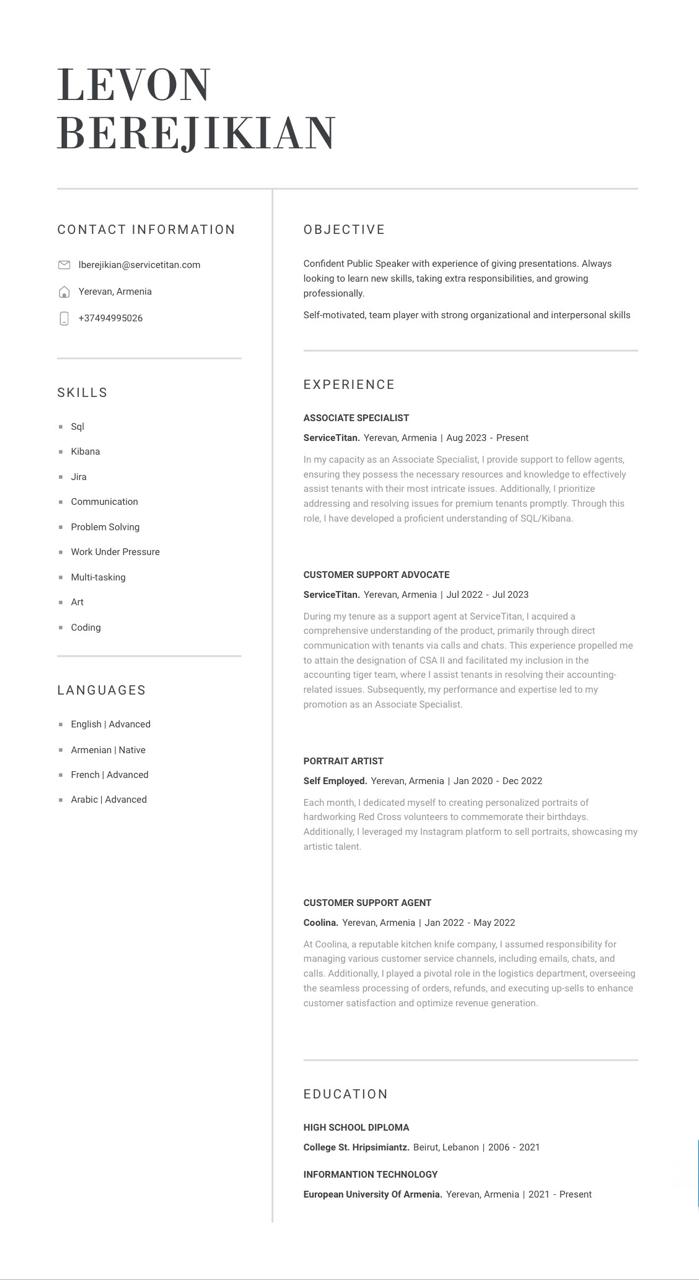 LEVON
BEREJIKIAN
CONTACT INFORMATION
lberejikian@servicetitan.com
Yerevan, Armenia
+37494995026
SKILLS
Sql
Kibana
Jira
Communication
Problem Solving
Work Under Pressure
Multi-tasking
Art
Coding
LANGUAGES
English | Advanced
Armenian | Native
French | Advanced
Arabic | Advanced
OBJECTIVE
Confident Public Speaker with experience of giving presentations. Always
looking to learn new skills, taking extra responsibilities, and growing
professionally.
Self-motivated, team player with strong organizational and interpersonal skills
EXPERIENCE
ASSOCIATE SPECIALIST
ServiceTitan. Yerevan, Armenia | Aug 2023 - Present
In my capacity as an Associate Specialist, I provide support to fellow agents,
ensuring they possess the necessary resources and knowledge to effectively
assist tenants with their most intricate issues. Additionally, I prioritize
addressing and resolving issues for premium tenants promptly. Through this
role, I have developed a proficient understanding of SQL/Kibana.
CUSTOMER SUPPORT ADVOCATE
ServiceTitan. Yerevan, Armenia | Jul 2022 - Jul 2023
During my tenure as a support agent at ServiceTitan, I acquired a
comprehensive understanding of the product, primarily through direct
communication with tenants via calls and chats. This experience propelled me
to attain the designation of CSA II and facilitated my inclusion in the
accounting tiger team, where I assist tenants in resolving their accounting-
related issues. Subsequently, my performance and expertise led to my
promotion as an Associate Specialist.
PORTRAIT ARTIST
Self Employed. Yerevan, Armenia | Jan 2020 - Dec 2022
Each month, I dedicated myself to creating personalized portraits of
hardworking Red Cross volunteers to commemorate their birthdays.
Additionally, I leveraged my Instagram platform to sell portraits, showcasing my
artistic talent.
CUSTOMER SUPPORT AGENT
Coolina. Yerevan, Armenia | Jan 2022 - May 2022
At Coolina, a reputable kitchen knife company, I assumed responsibility for
managing various customer service channels, including emails, chats, and
calls. Additionally, I played a pivotal role in the logistics department, overseeing
the seamless processing of orders, refunds, and executing up-sells to enhance
customer satisfaction and optimize revenue generation.
EDUCATION
HIGH SCHOOL DIPLOMA
College St. Hripsimiantz. Beirut, Lebanon | 2006 - 2021
INFORMANTION TECHNOLOGY
European University Of Armenia. Yerevan, Armenia | 2021 - Present